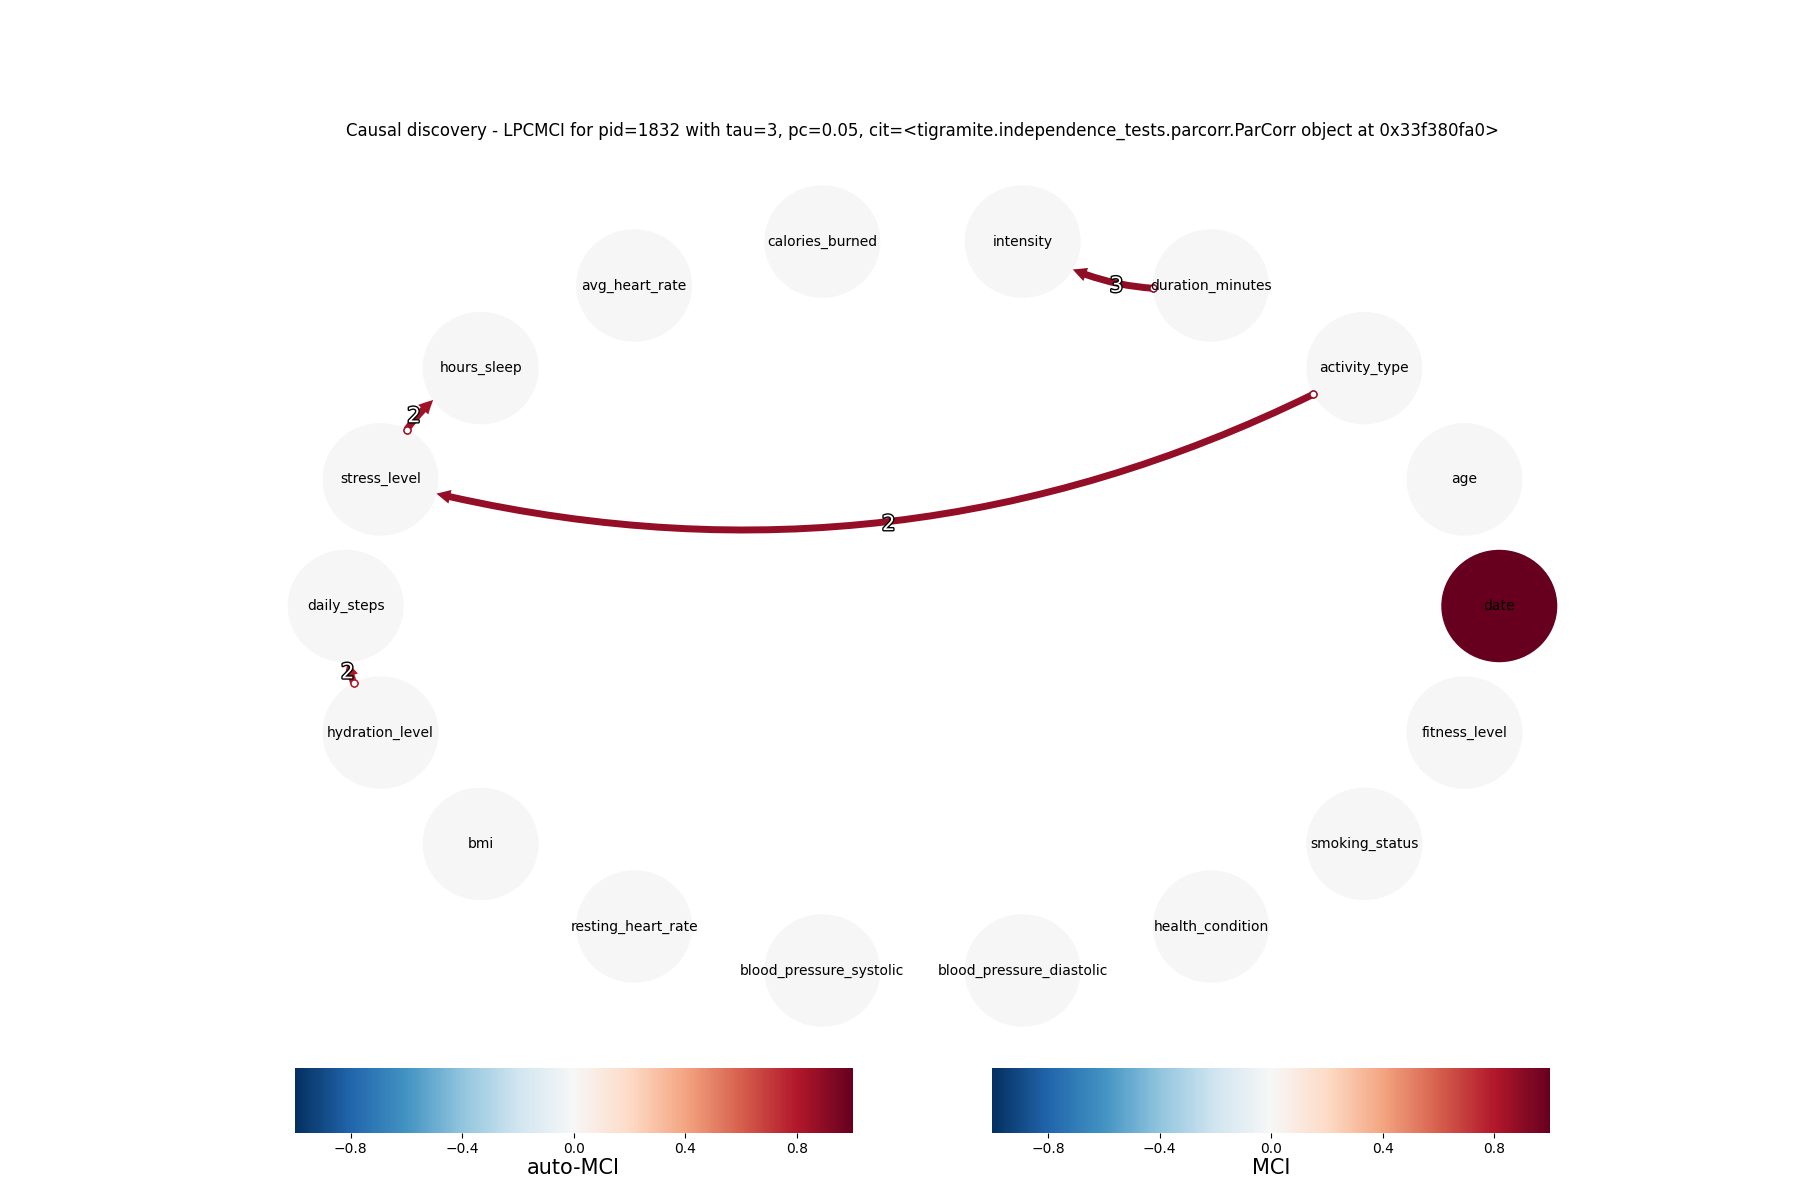 Causal discovery - LPCMCI for pid=1832 with tau=3, pc=0.05, cit=<tigramite.independence_tests.parcorr.ParCorr object at 0x33f380fa0>
calories_burned
intensity
avg_heart_rate
3
duration_minutes
hours_sleep
activity_type
2
stress_level
age
2
daily_steps
date
2
hydration_level
fitness_level
bmi
smoking_status
resting_heart_rate
health_condition
blood_pressure_systolic
blood_pressure_diastolic
−0.8 −0.4 0.0 0.4 0.8
auto-MCI
−0.8 −0.4 0.0 0.4 0.8
MCI